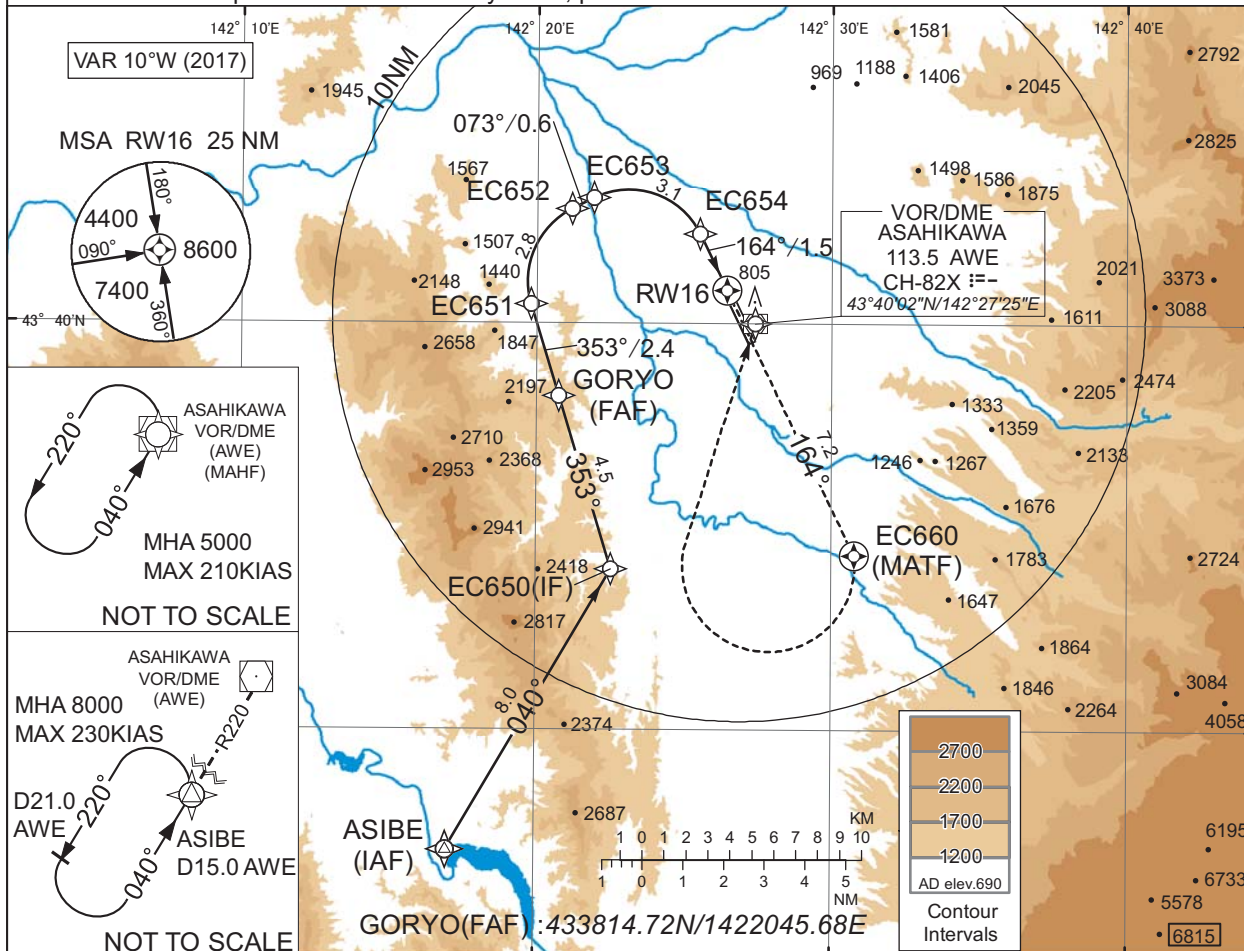 142° 10'E
142° 20'E
142° 30'E
142° 40'E
VAR 10°W (2017)
10NM
1945
969
1188
1581
1406
2045
2792
2825
MSA RW16 25 NM
180°
4400
090°
8600
7400
360°
43° 40'N
073°/0.6
EC653
1567
EC652
3.1
EC654
1498
1586
1875
VOR/DME
ASAHIKAWA
113.5 AWE
CH-82X
43°40'02"N/142°27'25"E
164°/1.5
805
RW16
1507
2.8
2148
1440
EC651
2021
3373
3088
1611
2658
1847
353°/2.4
GORYO
(FAF)
2197
2205
2474
1333
1359
2710
2368
2953
4.5
353°
7.2
164°
1246
1267
2133
1676
2941
EC660
(MATF)
2418
EC650(IF)
1783
2724
1647
2817
1864
8.0
040°
2374
1846
2264
3084
4058
2687
ASIBE
(IAF)
220°
040°
ASAHIKAWA
VOR/DME
(AWE)
(MAHF)
MHA 5000
MAX 210KIAS
NOT TO SCALE
ASAHIKAWA
VOR/DME
(AWE)
MHA 8000
MAX 230KIAS
R220
D21.0
AWE
220°
040°
ASIBE
D15.0 AWE
NOT TO SCALE
KM
1 0 1 2 3 4 5 6 7 8 9 10
1 0 1 2 3 4 5
NM
GORYO(FAF) :433814.72N/1422045.68E
2700
2200
1700
1200
AD elev.690
Contour
Intervals
6195
6733
5578
6815